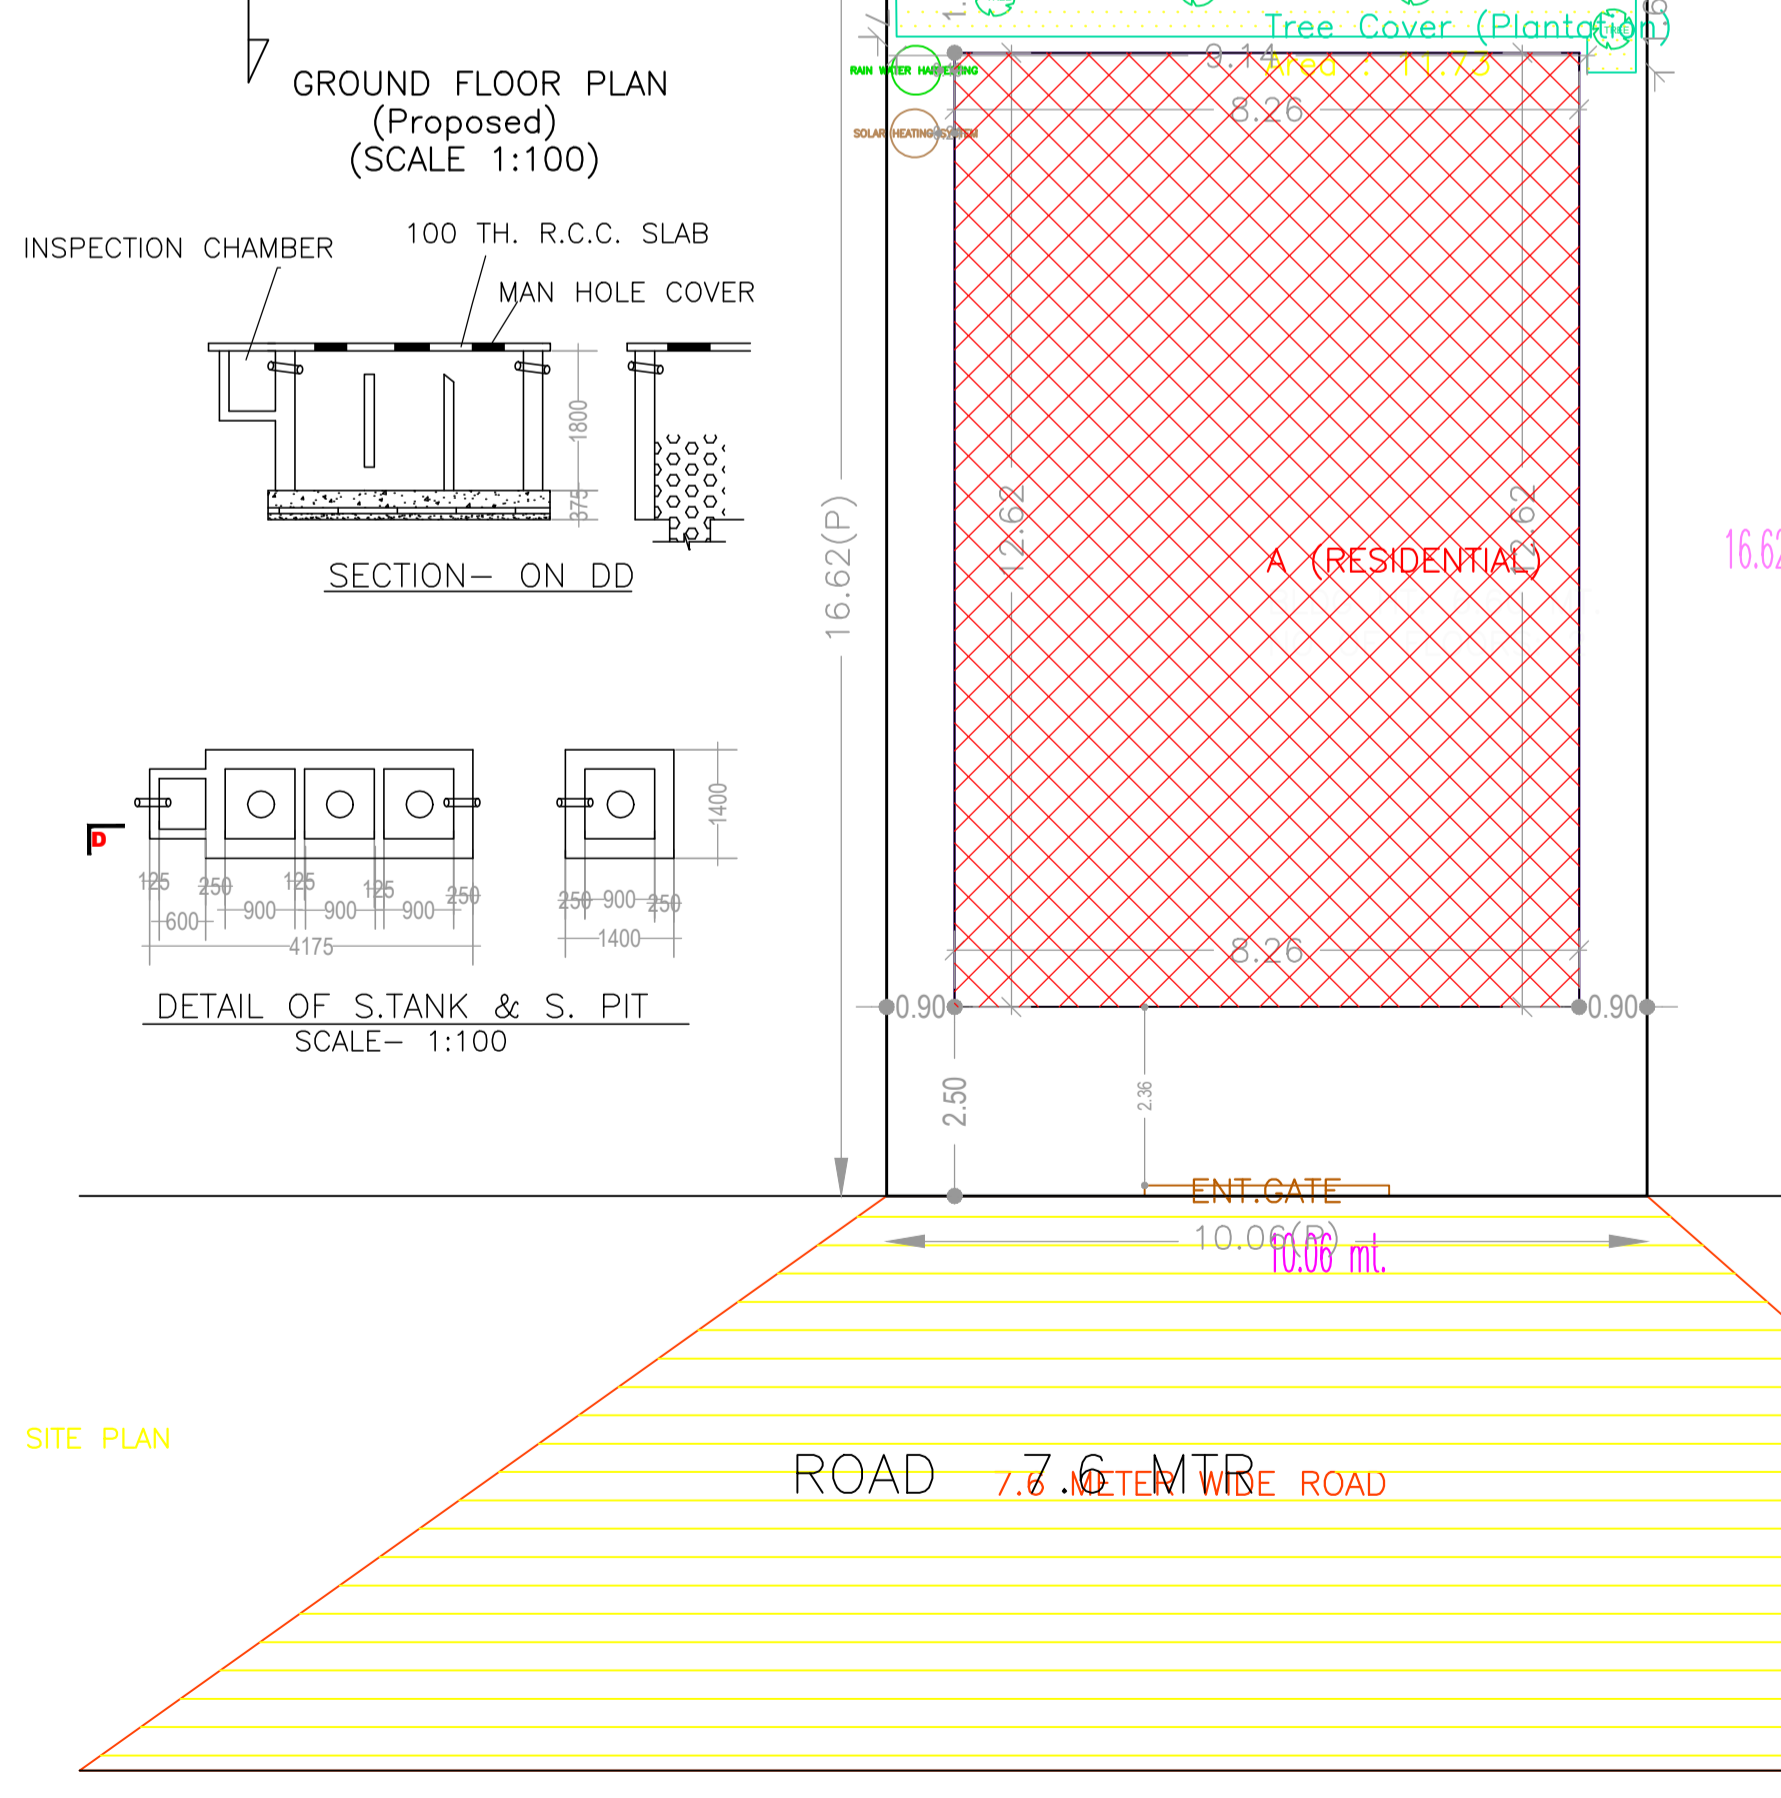 GROUND FLOOR PLAN
(Proposed)
(SCALE 1:100)
INSPECTION CHAMBER
100 TH. R.C.C. SLAB
MAN HOLE COVER
1800
375
SECTION- ON DD
D
125
250
125
125
250
600
900
900
900
4175
250
900
250
1400
1400
DETAIL OF S.TANK & S. PIT
SCALE- 1:100
SITE PLAN
Tree Cover (Plantation)
Area : 11.73
TREE
RAIN WATER HARVESTING
SOLAR HEATING SYSTEM
9.14
8.26
16.62(P)
12.62
12.62
A (RESIDENTIAL)
16.62
8.26
0.90
0.90
2.50
2.36
ENT.GATE
10.06(P)
10.06 mt.
ROAD 7.6 MTR
7.6 METER WIDE ROAD